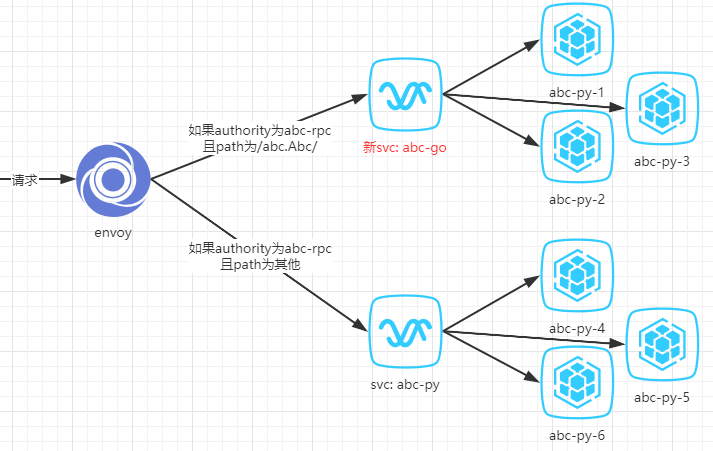 请求
envoy
如果authority为abc-rpc
且path为/abc.Abc/
新svc: abc-go
abc-py-1
abc-py-3
abc-py-2
如果authority为abc-rpc
且path为其他
svc: abc-py
abc-py-4
abc-py-5
abc-py-6